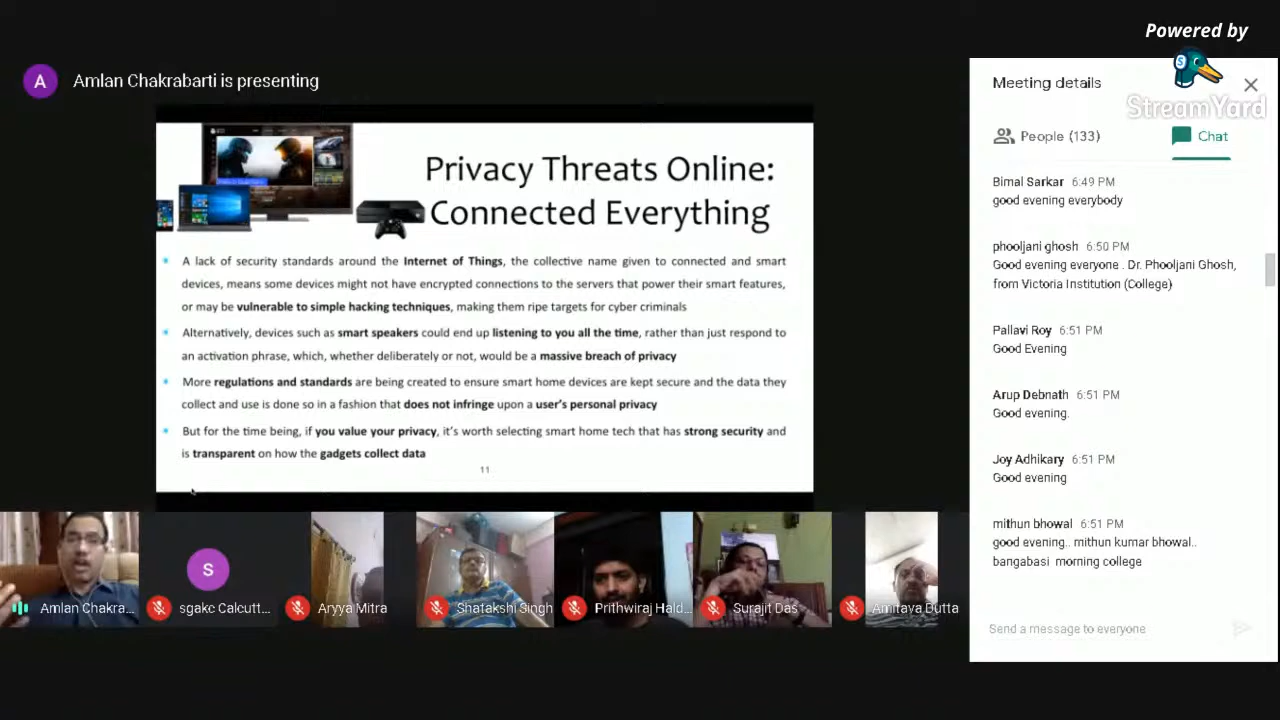 Powered by
StreamYard
A
Amlan Chakrabarti is presenting
Privacy Threats Online:
Connected Everything
A lack of security standards around the Internet of Things, the collective name given to connected and smart
devices, means some devices might not have encrypted connections to the servers that power their smart features,
or may be vulnerable to simple hacking techniques, making them ripe targets for cyber criminals
Alternatively, devices such as smart speakers could end up listening to you all the time, rather than just respond to
an activation phrase, which, whether deliberately or not, would be a massive breach of privacy
More regulations and standards are being created to ensure smart home devices are kept secure and the data they
collect and use is done so in a fashion that does not infringe upon a user's personal privacy
But for the time being, if you value your privacy, it's worth selecting smart home tech that has strong security and
is transparent on how the gadgets collect data
11
S
Amlan Chakra...
sgakc Calcutt...
Aryya Mitra
Shatakshi Singh
Prithwiraj Hald...
Surajit Das
Amitava Dutta
Meeting details
People (133)
Chat
Bimal Sarkar 6:49 PM
good evening everybody
phooljani ghosh 6:50 PM
Good evening everyone . Dr. Phooljani Ghosh,
from Victoria Institution (College)
Pallavi Roy 6:51 PM
Good Evening
Arup Debnath 6:51 PM
Good evening.
Joy Adhikary 6:51 PM
Good evening
mithun bhowal 6:51 PM
good evening.. mithun kumar bhowal..
bangabasi morning college
Send a message to everyone